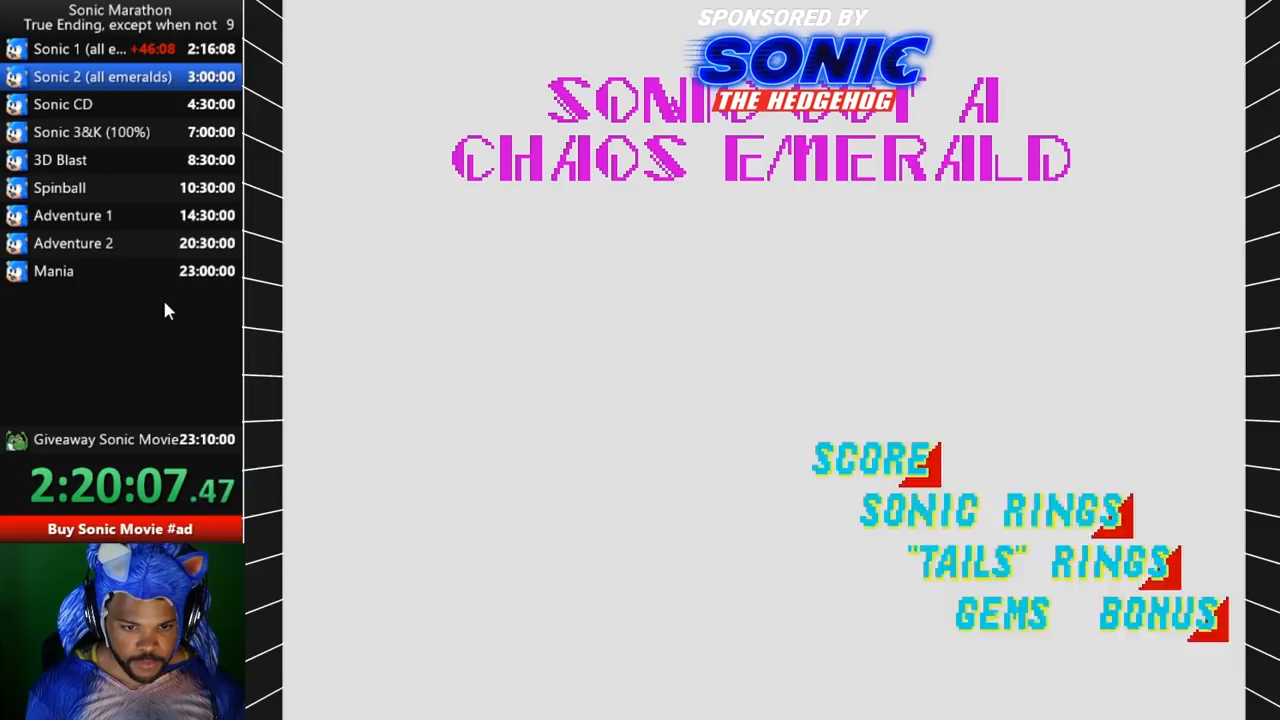 Sonic Marathon
True Ending, except when not 9
Sonic 1 (all e... +46:08 2:16:08
Sonic 2 (all emeralds) 3:00:00
Sonic CD 4:30:00
Sonic 3&K (100%) 7:00:00
3D Blast 8:30:00
Spinball 10:30:00
Adventure 1 14:30:00
Adventure 2 20:30:00
Mania 23:00:00
Giveaway Sonic Movie 23:10:00
2:20:07.47
Buy Sonic Movie #ad
SPONSORED BY
SONIC
THE HEDGEHOG
SONIC GOT A
CHAOS EMERALD
SCORE
SONIC RINGS
"TAILS" RINGS
GEMS BONUS